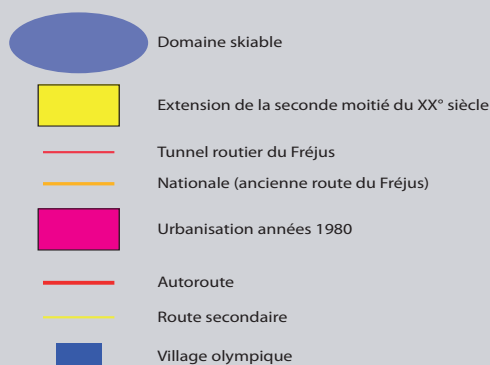 Domaine skiable
Extension de la seconde moitié du XX° siècle
Tunnel routier du Fréjus
Nationale (ancienne route du Fréjus)
Urbanisation années 1980
Autoroute
Route secondaire
Village olympique